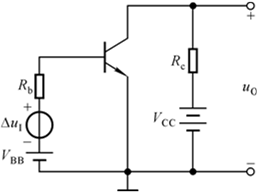 +
R_c
R_b
u_O
+
Δu_I
V_CC
−
V_BB
−